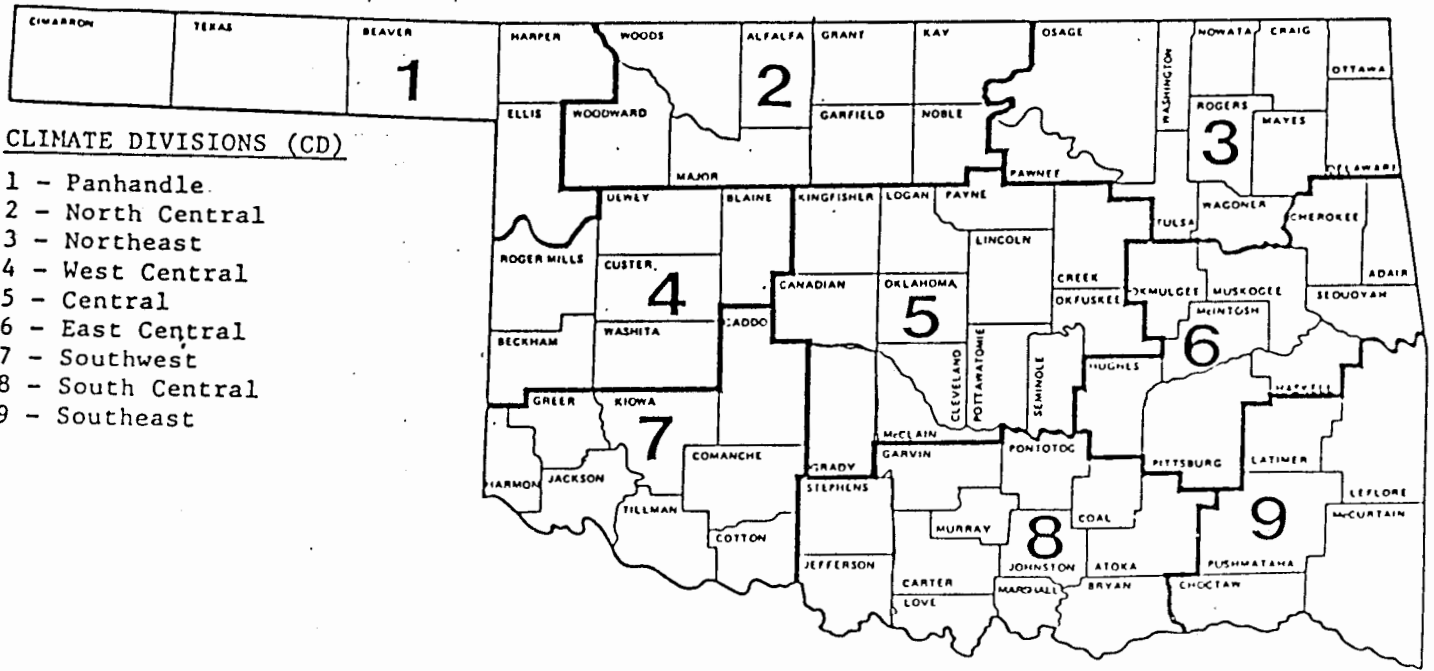 CIMARRON TEXAS BEAVER HARPER WOODS ALFALFA GRANT KAY OSAGE WASHINGTON NOWATA CRAIG
OTTAWA
1 2 3
ELLIS WOODWARD GARFIELD NOBLE ROGERS MAYES
CLIMATE DIVISIONS (CD)
1 - Panhandle
2 - North Central
3 - Northeast
4 - West Central
5 - Central
6 - East Central
7 - Southwest
8 - South Central
9 - Southeast
MAJOR PAWNEE DELAWARE
DEWEY BLAINE KINGFISHER LOGAN PAYNE WAGONER
TULSA CHEROKEE
LINCOLN
ROGER MILLS CUSTER CANADIAN OKLAHOMA CREEK ADAIR
4 5 6
OKFUSKEE OKMULGEE MUSKOGEE SEQUOYAH
McINTOSH
BECKHAM WASHITA CADDO
CLEVELAND POTTAWATOMIE SEMINOLE HUGHES HASKELL
GREER KIOWA
7
McCLAIN
COMANCHE GARVIN PONTOTOC
GRADY PITTSBURG LATIMER
HARMON JACKSON STEPHENS LEFLORE
TILLMAN McCURTAIN
MURRAY COAL
8 9
COTTON
JEFFERSON JOHNSTON ATOKA PUSHMATAHA
CARTER MARSHALL BRYAN CHOCTAW
LOVE